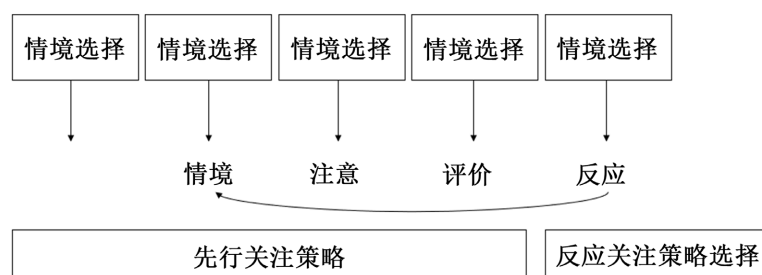 情境选择 情境选择 情境选择 情境选择 情境选择
情境 注意 评价 反应
先行关注策略 反应关注策略选择